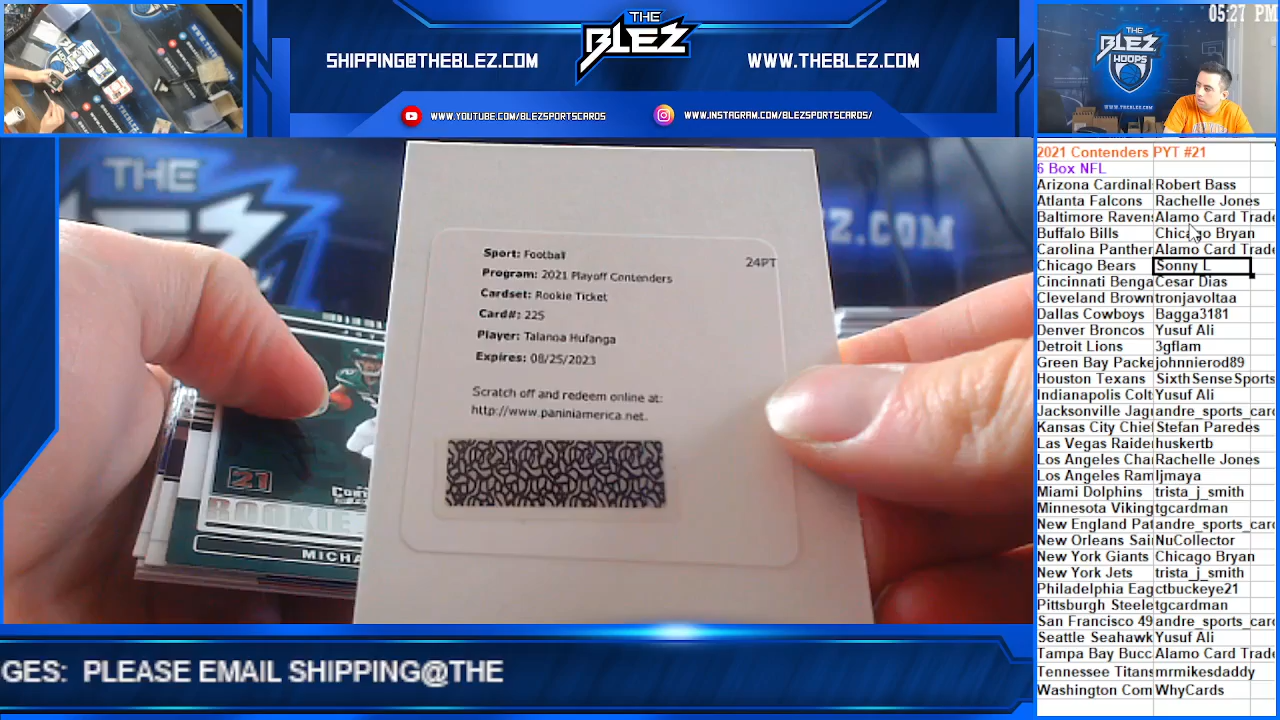 05:27 PM
THE
BLEZ
SHIPPING@THEBLEZ.COM
WWW.THEBLEZ.COM
WWW.YOUTUBE.COM/BLEZSPORTSCARDS
WWW.INSTAGRAM.COM/BLEZSPORTSCARDS/
THE
BLEZ
HOOPS
THE
BLEZ
Sport: Football
24PT
Program: 2021 Playoff Contenders
Cardset: Rookie Ticket
Card#: 225
Player: Talanoa Hufanga
Expires: 08/25/2023
Scratch off and redeem online at:
http://www.paniniamerica.net.
21
ROOKIE
MICHA
2021 Contenders PYT #21
6 Box NFL
Arizona Cardinal Robert Bass
Atlanta Falcons Rachelle Jones
Baltimore Ravens Alamo Card Trade
Buffalo Bills Chicago Bryan
Carolina Panther Alamo Card Trade
Chicago Bears Sonny L
Cincinnati Benga Cesar Dias
Cleveland Brown tronjavoltaa
Dallas Cowboys Bagga3181
Denver Broncos Yusuf Ali
Detroit Lions 3gflam
Green Bay Packe johnnierod89
Houston Texans SixthSenseSports
Indianapolis Colt Yusuf Ali
Jacksonville Jagu andre_sports_card
Kansas City Chief Stefan Paredes
Las Vegas Raide huskertb
Los Angeles Cha Rachelle Jones
Los Angeles Ram ljmaya
Miami Dolphins trista_j_smith
Minnesota Viking tgcardman
New England Pat andre_sports_card
New Orleans Sai NuCollector
New York Giants Chicago Bryan
New York Jets trista_j_smith
Philadelphia Eag ctbuckeye21
Pittsburgh Steele tgcardman
San Francisco 49 andre_sports_card
Seattle Seahawk Yusuf Ali
Tampa Bay Bucc Alamo Card Trade
Tennessee Titans mrmikesdaddy
Washington Com WhyCards
GES: PLEASE EMAIL SHIPPING@THE